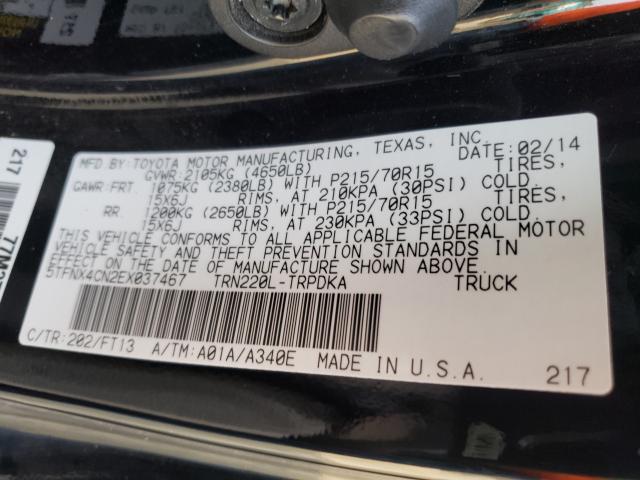 MFD BY:TOYOTA MOTOR MANUFACTURING, TEXAS, INC. DATE: 02/14
GVWR:2105KG (4650LB)
GAWR:FRT. 1075KG (2380LB) WITH P215/70R15 TIRES,
15X6J RIMS, AT 210KPA (30PSI) COLD.
RR. 1200KG (2650LB) WITH P215/70R15 TIRES,
15X6J RIMS, AT 230KPA (33PSI) COLD.
THIS VEHICLE CONFORMS TO ALL APPLICABLE FEDERAL MOTOR
VEHICLE SAFETY AND THEFT PREVENTION STANDARDS IN
EFFECT ON THE DATE OF MANUFACTURE SHOWN ABOVE.
5TFNX4CN2EX037467 TRN220L-TRPDKA TRUCK
C/TR:202/FT13 A/TM:A01A/A340E MADE IN U.S.A.
217
217